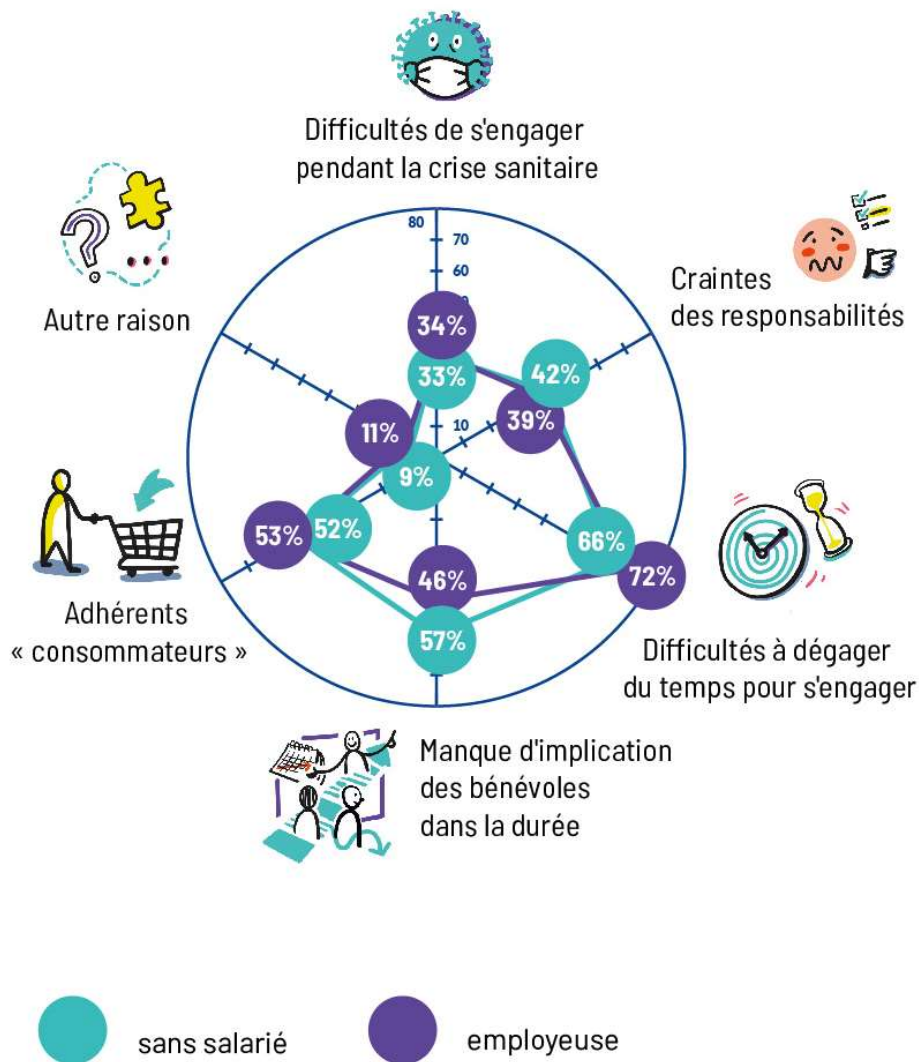 Difficultés de s'engager
pendant la crise sanitaire
80
70
60
Craintes
des responsabilités
Autre raison
34%
33%
42%
39%
10
11%
9%
53%
52%
66%
72%
46%
57%
Adhérents
« consommateurs »
Difficultés à dégager
du temps pour s'engager
Manque d'implication
des bénévoles
dans la durée
sans salarié
employeuse